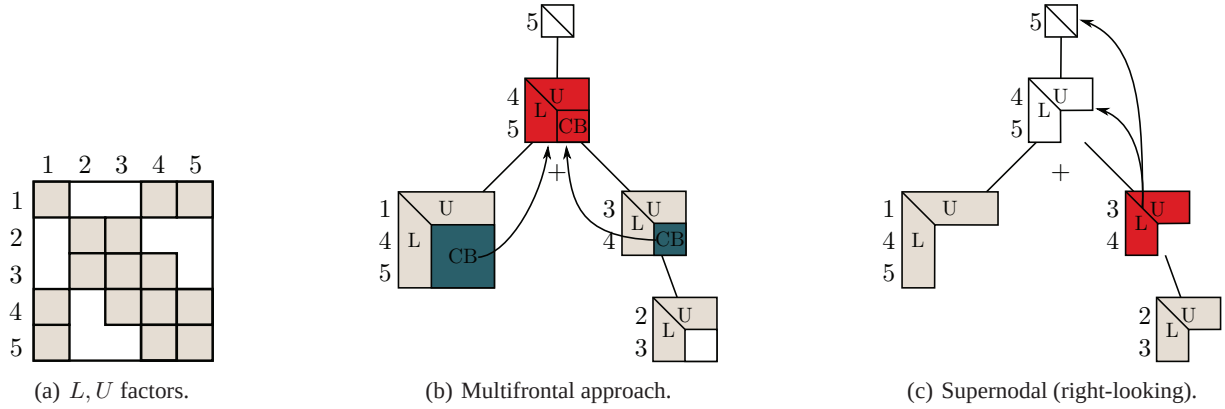 1 2 3 4 5
1
2
3
4
5
(a) L, U factors.
5
4 U
L
5 CB
+
1 U
4 L
CB
5
3 U
L
4 CB
2 U
L
3
(b) Multifrontal approach.
5
4 U
L
5
+
1 U
4 L
5
3 U
L
4
2 U
L
3
(c) Supernodal (right-looking).